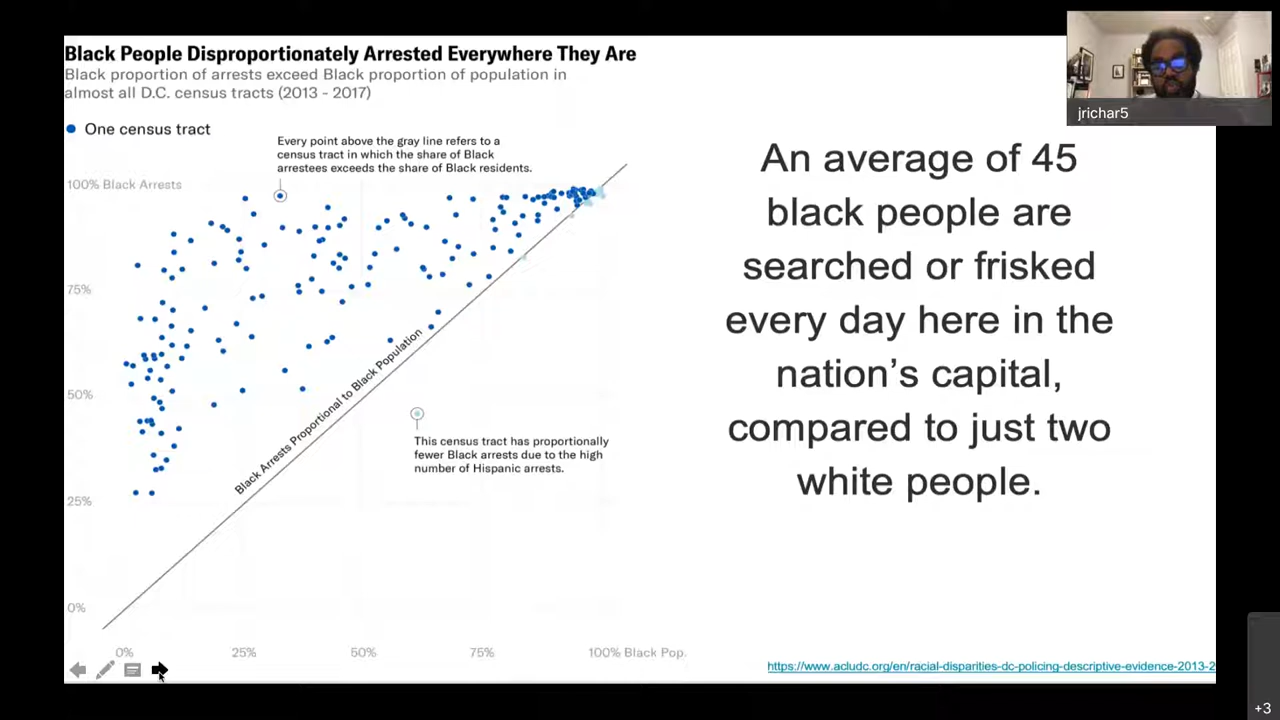 Black People Disproportionately Arrested Everywhere They Are
Black proportion of arrests exceed Black proportion of population in
almost all D.C. census tracts (2013 - 2017)
One census tract
Every point above the gray line refers to a
census tract in which the share of Black
arrestees exceeds the share of Black residents.
100% Black Arrests
75%
50%
25%
0%
Black Arrests Proportional to Black Population
This census tract has proportionally
fewer Black arrests due to the high
number of Hispanic arrests.
0%
25%
50%
75%
100% Black Pop.
jrichar5
An average of 45
black people are
searched or frisked
every day here in the
nation’s capital,
compared to just two
white people.
https://www.acludc.org/en/racial-disparities-dc-policing-descriptive-evidence-2013-2
+3